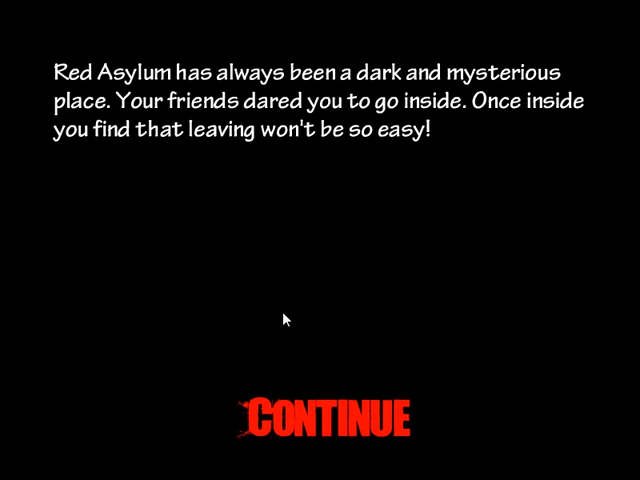 Red Asylum has always been a dark and mysterious
place. Your friends dared you to go inside. Once inside
you find that leaving won't be so easy!
CONTINUE